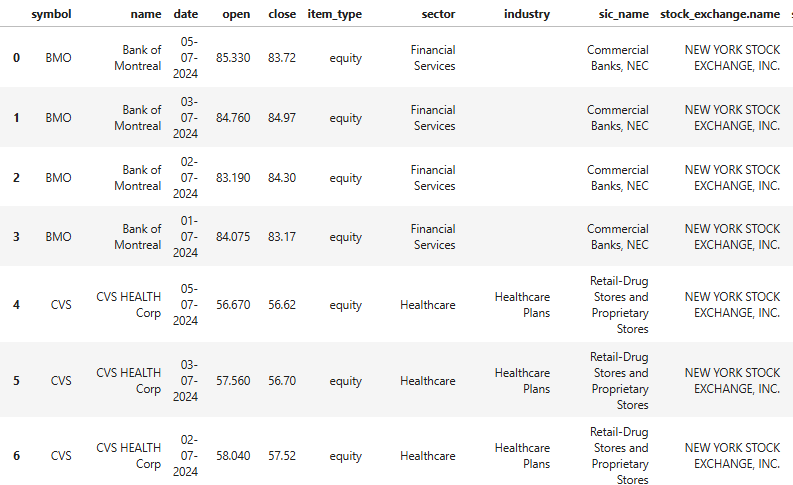 symbol name date open close item_type sector industry sic_name stock_exchange.name
0 BMO Bank of Montreal 05-07-2024 85.330 83.72 equity Financial Services Commercial Banks, NEC NEW YORK STOCK EXCHANGE, INC.
1 BMO Bank of Montreal 03-07-2024 84.760 84.97 equity Financial Services Commercial Banks, NEC NEW YORK STOCK EXCHANGE, INC.
2 BMO Bank of Montreal 02-07-2024 83.190 84.30 equity Financial Services Commercial Banks, NEC NEW YORK STOCK EXCHANGE, INC.
3 BMO Bank of Montreal 01-07-2024 84.075 83.17 equity Financial Services Commercial Banks, NEC NEW YORK STOCK EXCHANGE, INC.
4 CVS CVS HEALTH Corp 05-07-2024 56.670 56.62 equity Healthcare Healthcare Plans Retail-Drug Stores and Proprietary Stores NEW YORK STOCK EXCHANGE, INC.
5 CVS CVS HEALTH Corp 03-07-2024 57.560 56.70 equity Healthcare Healthcare Plans Retail-Drug Stores and Proprietary Stores NEW YORK STOCK EXCHANGE, INC.
6 CVS CVS HEALTH Corp 02-07-2024 58.040 57.52 equity Healthcare Healthcare Plans Retail-Drug Stores and Proprietary Stores NEW YORK STOCK EXCHANGE, INC.